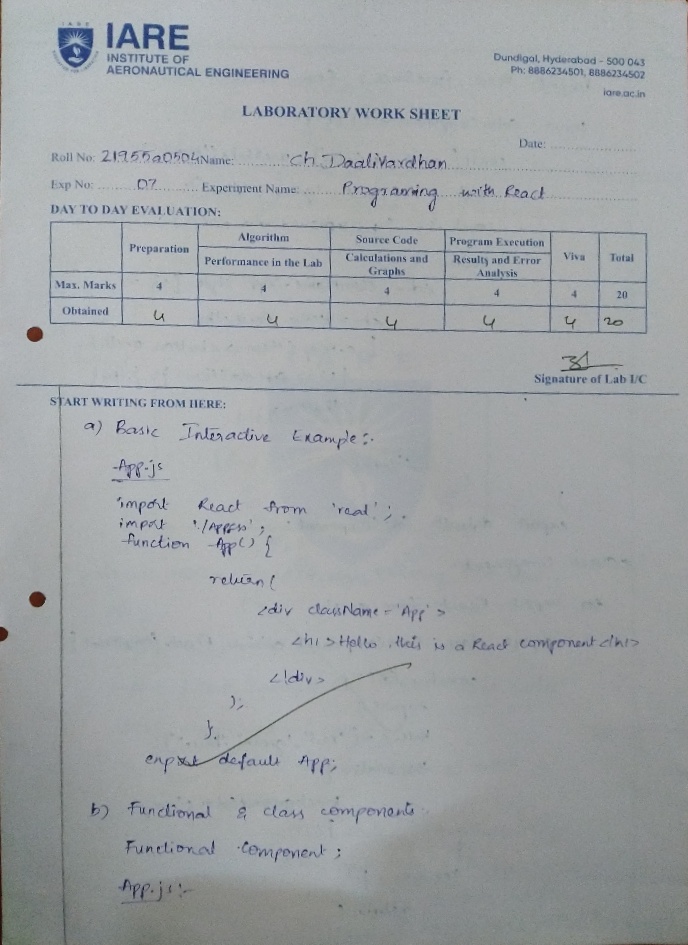 IARE
INSTITUTE OF
AERONAUTICAL ENGINEERING
Dundigal, Hyderabad - 500 043
Ph: 8886234501, 8886234502
iare.ac.in
LABORATORY WORK SHEET
Date:
Roll No: 21955a0504 Name: Ch. DaaliVardhan
Exp No: 07 Experiment Name: Programing with React
DAY TO DAY EVALUATION:
Preparation Algorithm Source Code Program Execution Viva Total
Performance in the Lab Calculations and Graphs Results and Error Analysis
Max. Marks 4 4 4 4 4 20
Obtained 4 4 4 4 4 20
Signature of Lab I/C
START WRITING FROM HERE:
a) Basic Interactive Example :-
App.js
import React from 'reat';
import './App.css';
function App() {
return (
<div className = 'App'>
<h1> Hello this is a React component <h1>
</div>
);
}
export default App;
b) Functional & class components
Functional Component ;
App.js :-